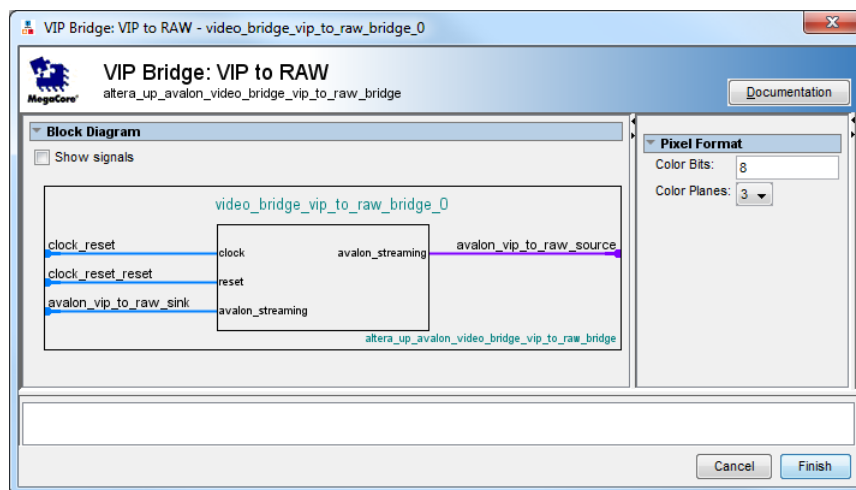 VIP Bridge: VIP to RAW - video_bridge_vip_to_raw_bridge_0
VIP Bridge: VIP to RAW
altera_up_avalon_video_bridge_vip_to_raw_bridge
MegaCore®
Documentation
Block Diagram
Show signals
video_bridge_vip_to_raw_bridge_0
clock_reset
clock
avalon_streaming
avalon_vip_to_raw_source
clock_reset_reset
reset
avalon_vip_to_raw_sink
avalon_streaming
altera_up_avalon_video_bridge_vip_to_raw_bridge
Pixel Format
Color Bits: 8
Color Planes: 3
Cancel
Finish